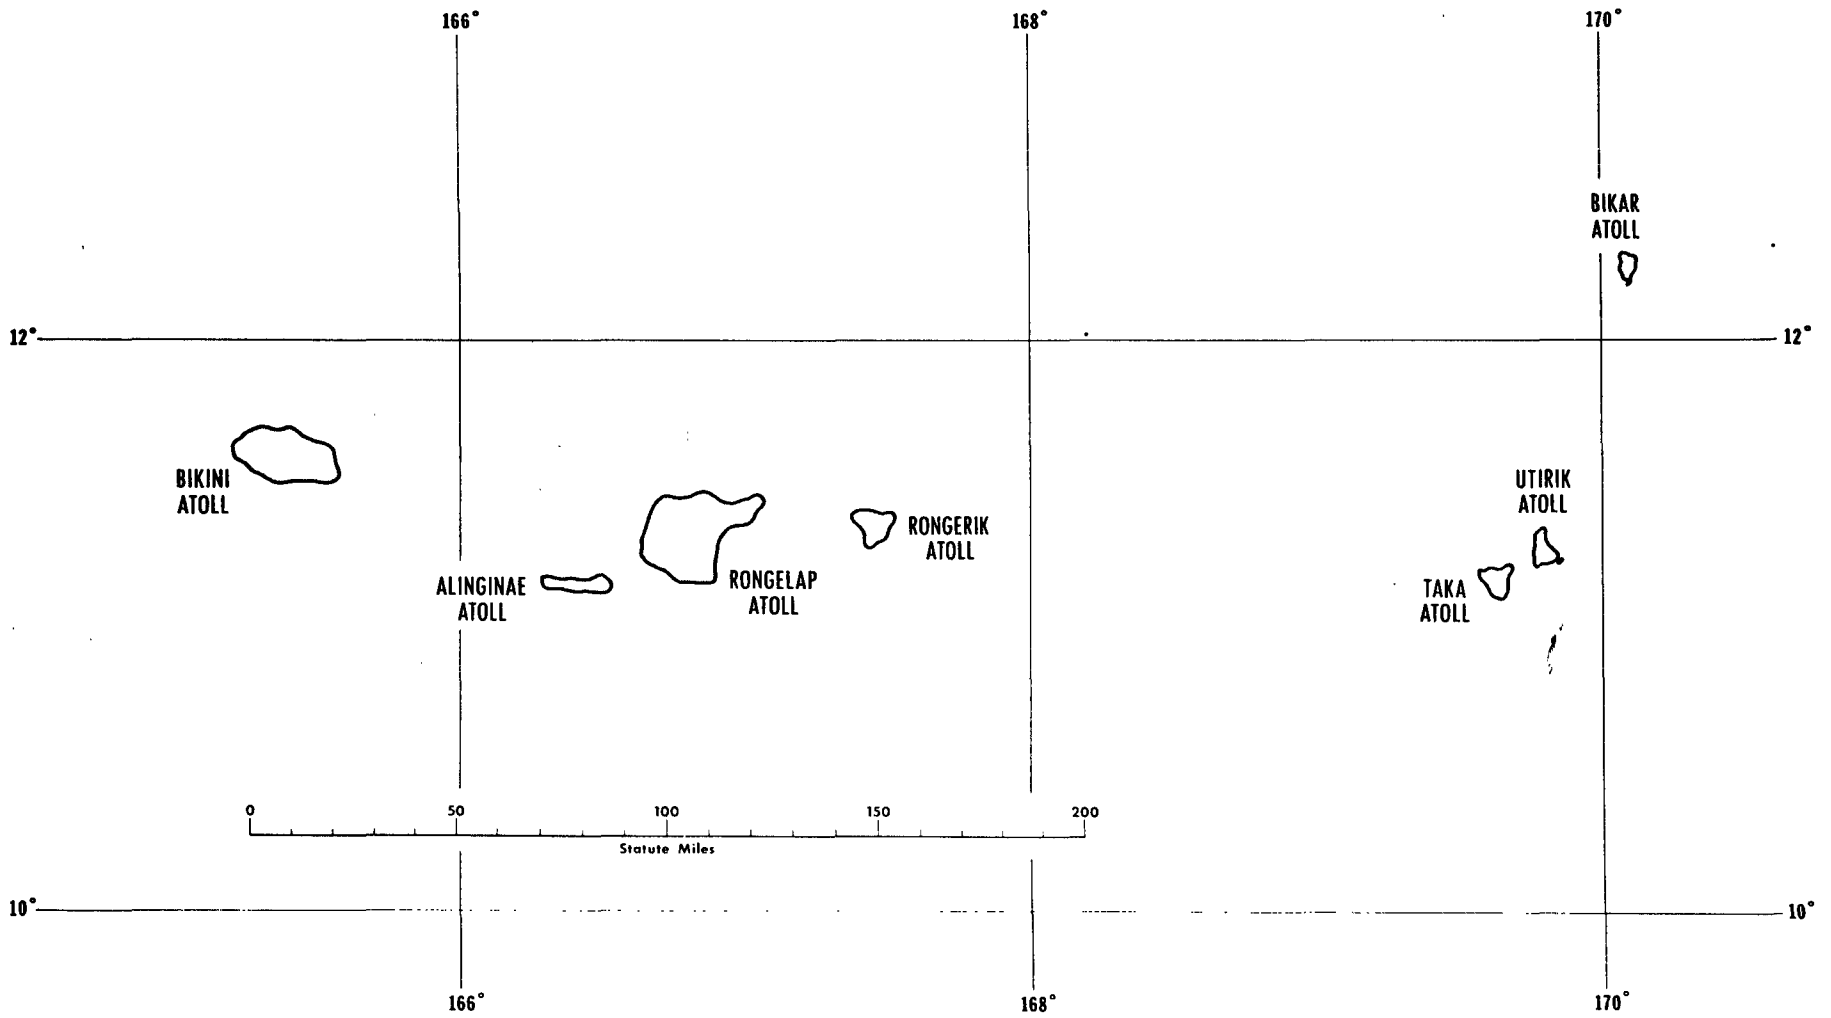 166°
168°
170°
BIKAR
ATOLL
12°
12°
BIKINI
ATOLL
UTIRIK
ATOLL
RONGERIK
ATOLL
ALINGINAE
ATOLL
RONGELAP
ATOLL
TAKA
ATOLL
0 50 100 150 200
Statute Miles
10°
10°
166°
168°
170°